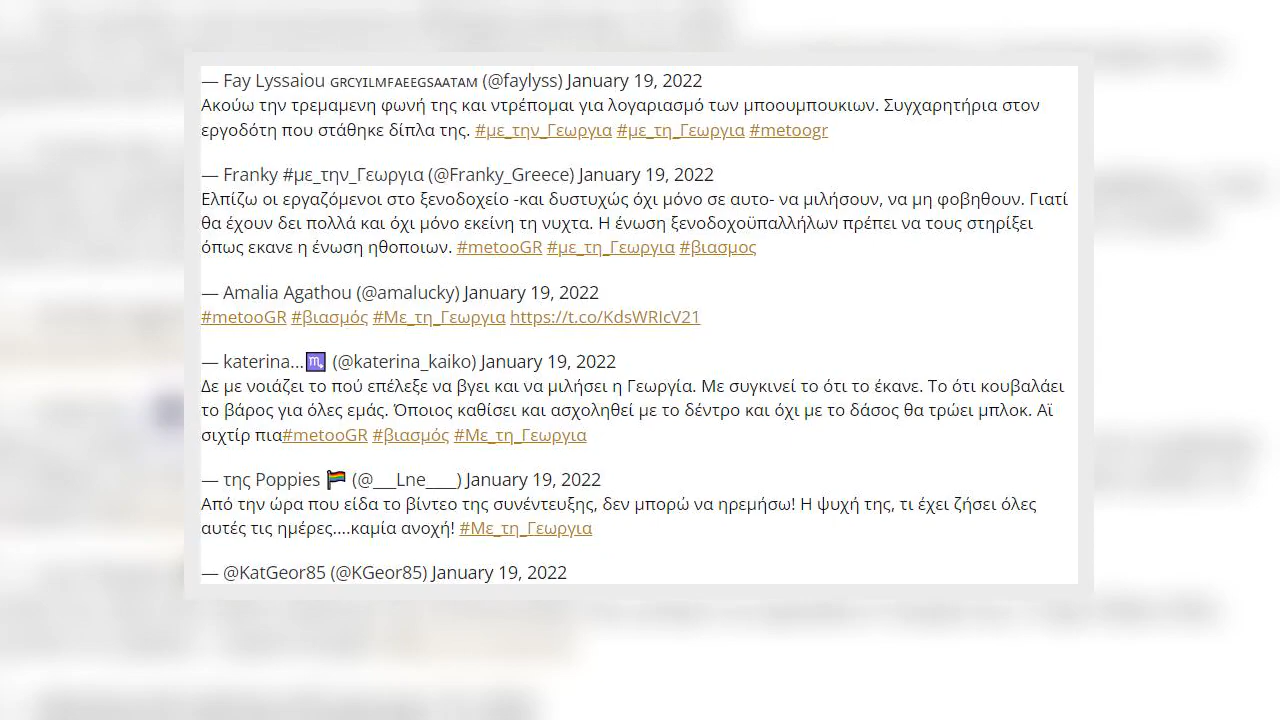 — Fay Lyssaiou ɢʀᴄʏɪʟᴍғᴀᴇᴇɢsᴀᴀᴛᴀᴍ (@faylyss) January 19, 2022
Ακούω την τρεμαμενη φωνή της και ντρέπομαι για λογαριασμό των μποουμπουκιων. Συγχαρητήρια στον
εργοδότη που στάθηκε δίπλα της. #με_την_Γεωργια #με_τη_Γεωργια #metoogr
— Franky #με_την_Γεωργια (@Franky_Greece) January 19, 2022
Ελπίζω οι εργαζόμενοι στο ξενοδοχείο -και δυστυχώς όχι μόνο σε αυτο- να μιλήσουν, να μη φοβηθουν. Γιατί
θα έχουν δει πολλά και όχι μόνο εκείνη τη νυχτα. Η ένωση ξενοδοχοϋπαλλήλων πρέπει να τους στηρίξει
όπως εκανε η ένωση ηθοποιων. #metooGR #με_τη_Γεωργια #βιασμος
— Amalia Agathou (@amalucky) January 19, 2022
#metooGR #βιασμός #Με_τη_Γεωργια https://t.co/KdsWRIcV21
— katerina...♏ (@katerina_kaiko) January 19, 2022
Δε με νοιάζει το πού επέλεξε να βγει και να μιλήσει η Γεωργία. Με συγκινεί το ότι το έκανε. Το ότι κουβαλάει
το βάρος για όλες εμάς. Όποιος καθίσει και ασχοληθεί με το δέντρο και όχι με το δάσος θα τρώει μπλοκ. Αϊ
σιχτίρ πια#metooGR #βιασμός #Με_τη_Γεωργια
— της Poppies 🏳️‍🌈 (@___Lne____) January 19, 2022
Από την ώρα που είδα το βίντεο της συνέντευξης, δεν μπορώ να ηρεμήσω! Η ψυχή της, τι έχει ζήσει όλες
αυτές τις ημέρες....καμία ανοχή! #Με_τη_Γεωργια
— @KatGeor85 (@KGeor85) January 19, 2022